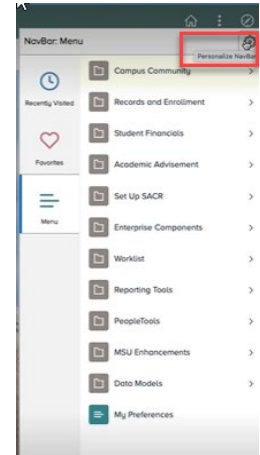 NavBar: Menu
Personalize NavBar
Recently Visited
Favorites
Menu
Campus Community
Records and Enrollment
Student Financials
Academic Advisement
Set Up SACR
Enterprise Components
Worklist
Reporting Tools
PeopleTools
MSU Enhancements
Data Models
My Preferences